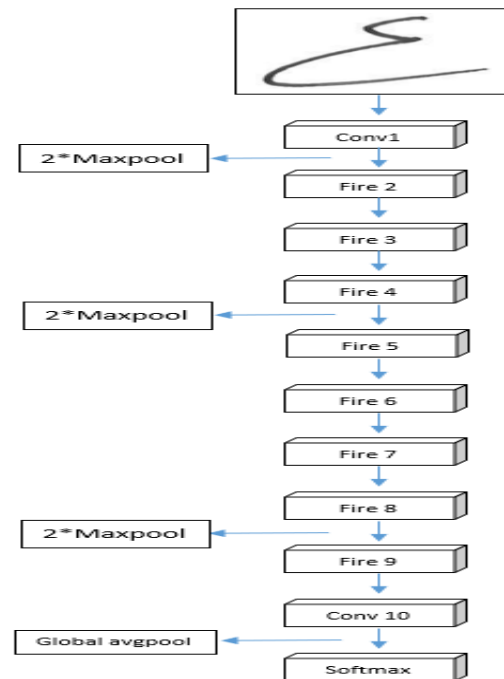 Conv1
2*Maxpool
Fire 2
Fire 3
Fire 4
2*Maxpool
Fire 5
Fire 6
Fire 7
Fire 8
2*Maxpool
Fire 9
Conv 10
Global avgpool
Softmax